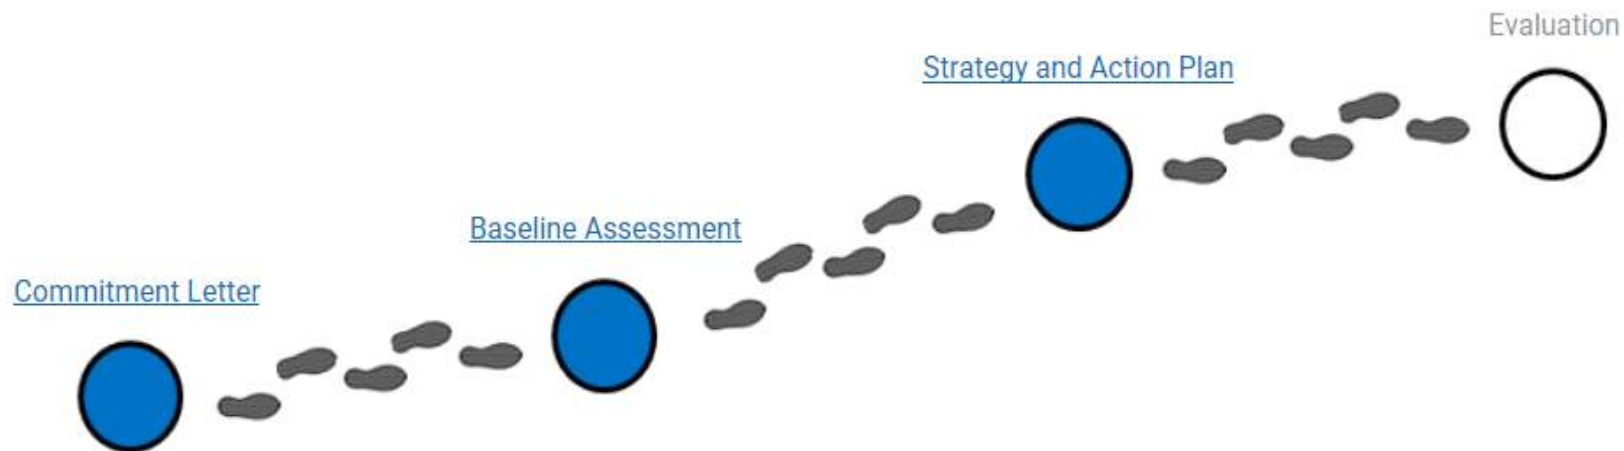 Commitment Letter
Baseline Assessment
Strategy and Action Plan
Evaluation